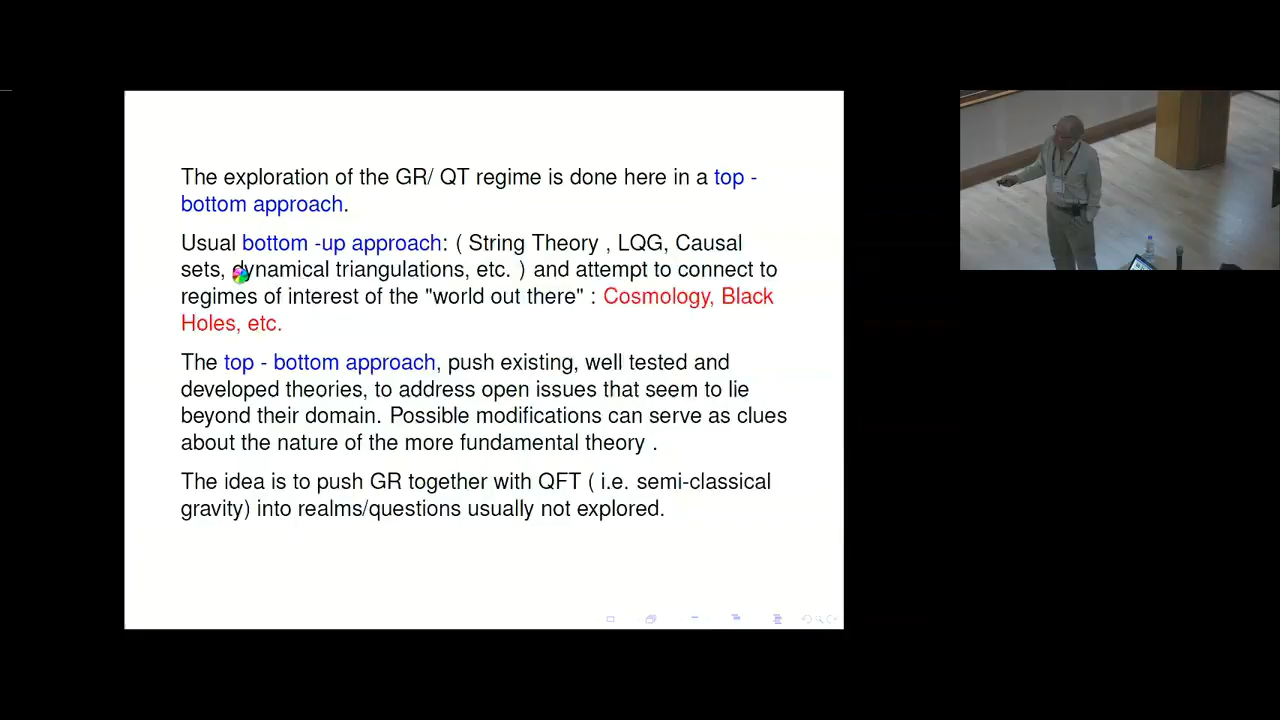 The exploration of the GR/ QT regime is done here in a top -
bottom approach.
Usual bottom -up approach: ( String Theory , LQG, Causal
sets, dynamical triangulations, etc. ) and attempt to connect to
regimes of interest of the "world out there" : Cosmology, Black
Holes, etc.
The top - bottom approach, push existing, well tested and
developed theories, to address open issues that seem to lie
beyond their domain. Possible modifications can serve as clues
about the nature of the more fundamental theory .
The idea is to push GR together with QFT ( i.e. semi-classical
gravity) into realms/questions usually not explored.